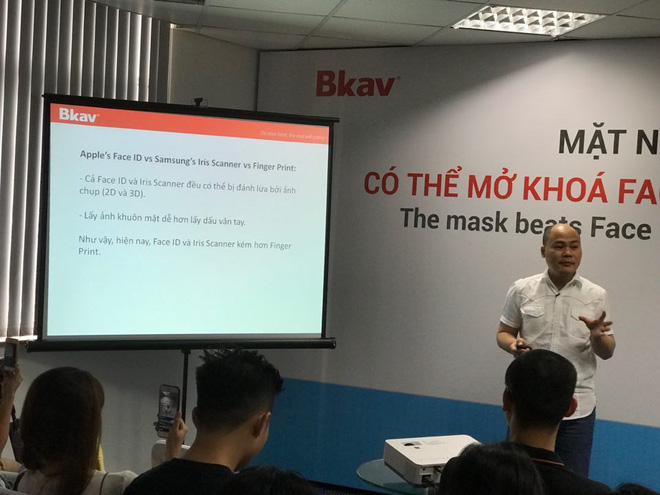 Bkav
Apple's Face ID vs Samsung's Iris Scanner vs Finger Print:
- Cả Face ID và Iris Scanner đều có thể bị đánh lừa bởi ảnh
chụp (2D và 3D).
- Lấy ảnh khuôn mặt dễ hơn lấy dấu vân tay.
Như vậy, hiện nay, Face ID và Iris Scanner kém hơn Finger
Print.
Bkav
MẶT N
CÓ THỂ MỞ KHOÁ FA
The mask beats Face